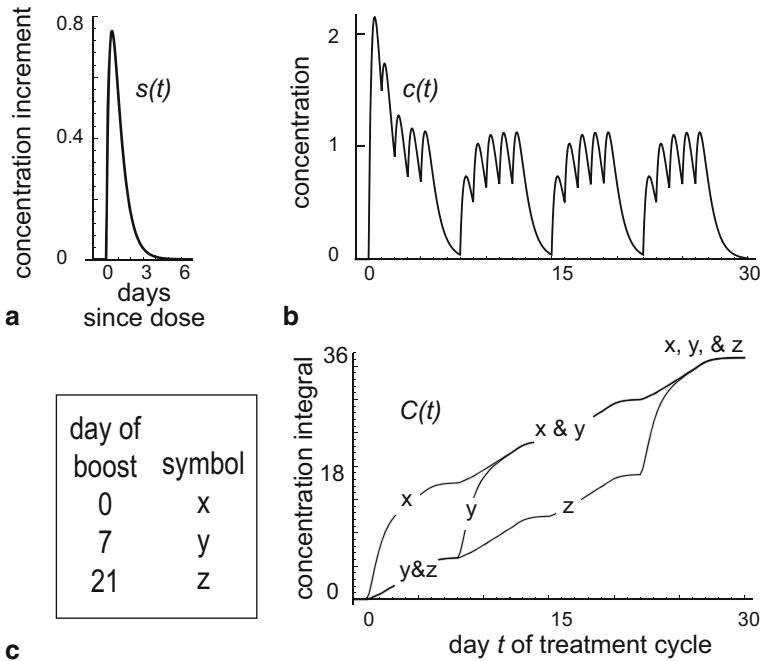 concentration increment
0.8
0.4
0
s(t)
0 3 6
days
since dose
a
concentration
2
1
0
c(t)
0 15 30
b
day of
boost symbol
0 x
7 y
21 z
c
concentration integral
36
18
0
C(t)
x, y, & z
x & y
x
y
z
y&z
0 15 30
day t of treatment cycle